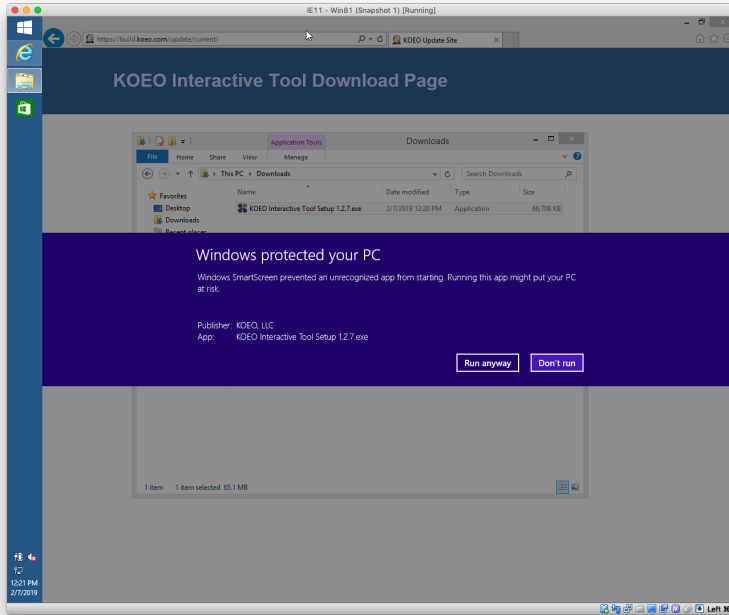 IE11 - Win81 (Snapshot 1) [Running]
https://build.koeo.com/update/current/
KOEO Update Site
KOEO Interactive Tool Download Page
Application Tools
Downloads
File Home Share View Manage
This PC Downloads
Search Downloads
Favorites
Name Date modified Type Size
Desktop
KOEO Interactive Tool Setup 1.2.7.exe 2/7/2019 12:20 PM Application 66,706 KB
Downloads
Recent places
Windows protected your PC
Windows SmartScreen prevented an unrecognized app from starting. Running this app might put your PC
at risk.
Publisher: KOEO, LLC
App: KOEO Interactive Tool Setup 1.2.7.exe
Run anyway
Don't run
1 item 1 item selected 65.1 MB
12:21 PM
2/7/2019
Left ⌘